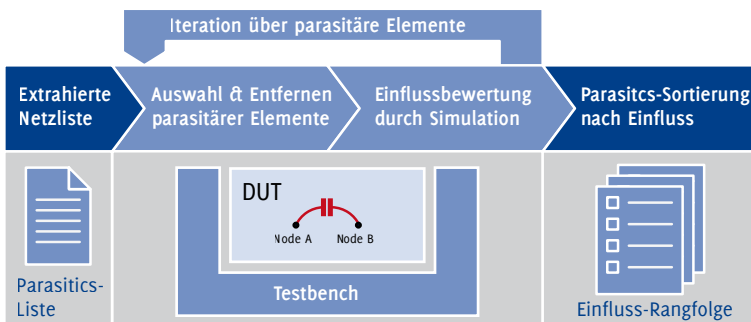 Iteration über parasitäre Elemente
Extrahierte
Netzliste
Auswahl & Entfernen
parasitärer Elemente
Einflussbewertung
durch Simulation
Parasitcs-Sortierung
nach Einfluss
DUT
Node A
Node B
Testbench
Parasitics-
Liste
Einfluss-Rangfolge